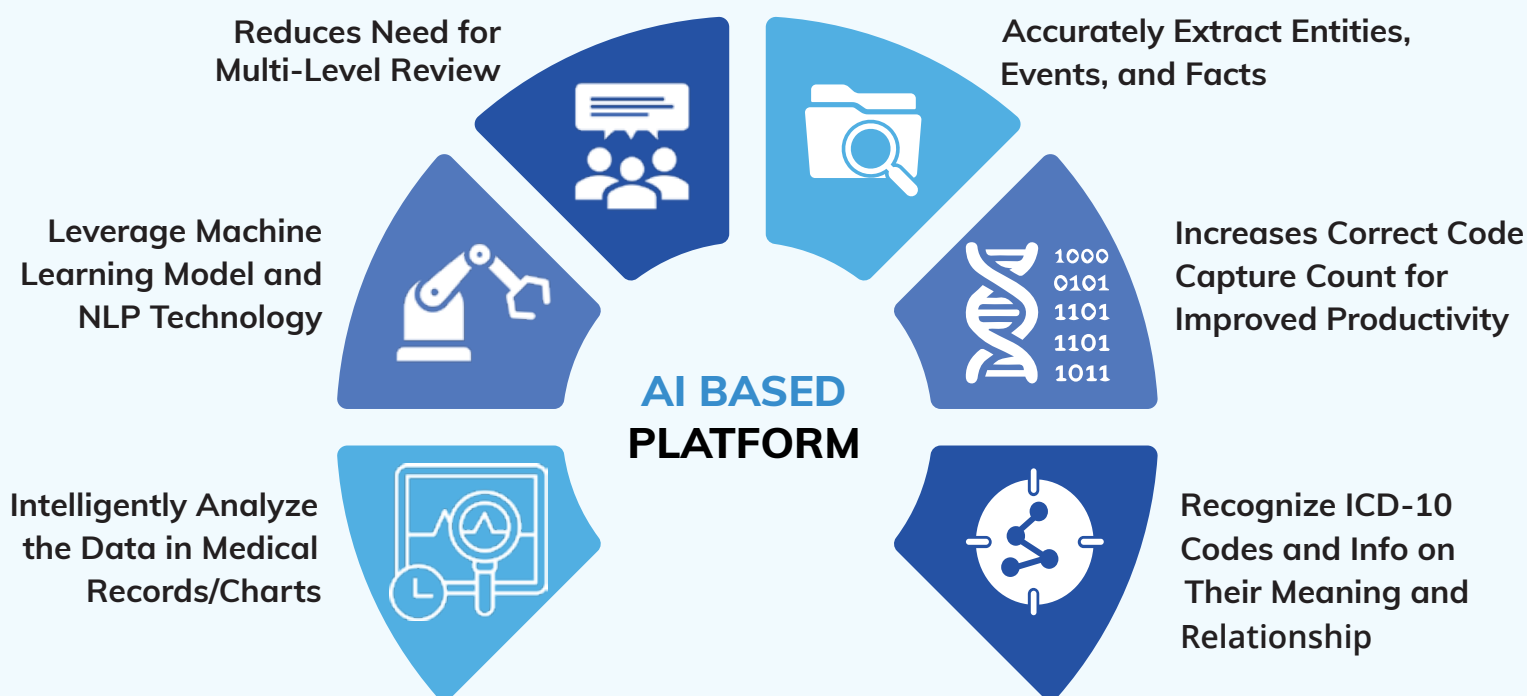 Reduces Need for
Multi-Level Review
Accurately Extract Entities,
Events, and Facts
Leverage Machine
Learning Model and
NLP Technology
1000
0101
1101
1101
1011
Increases Correct Code
Capture Count for
Improved Productivity
AI BASED
PLATFORM
Intelligently Analyze
the Data in Medical
Records/Charts
Recognize ICD-10
Codes and Info on
Their Meaning and
Relationship